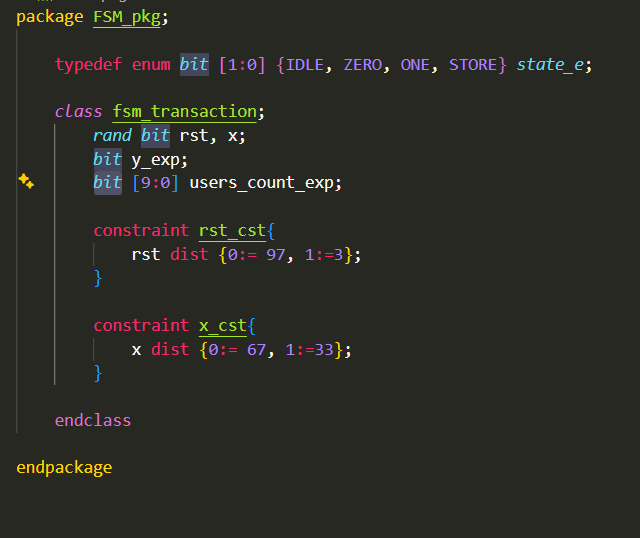 package FSM_pkg;
typedef enum bit [1:0] {IDLE, ZERO, ONE, STORE} state_e;
class fsm_transaction;
rand bit rst, x;
bit y_exp;
bit [9:0] users_count_exp;
constraint rst_cst{
rst dist {0:= 97, 1:=3};
}
constraint x_cst{
x dist {0:= 67, 1:=33};
}
endclass
endpackage